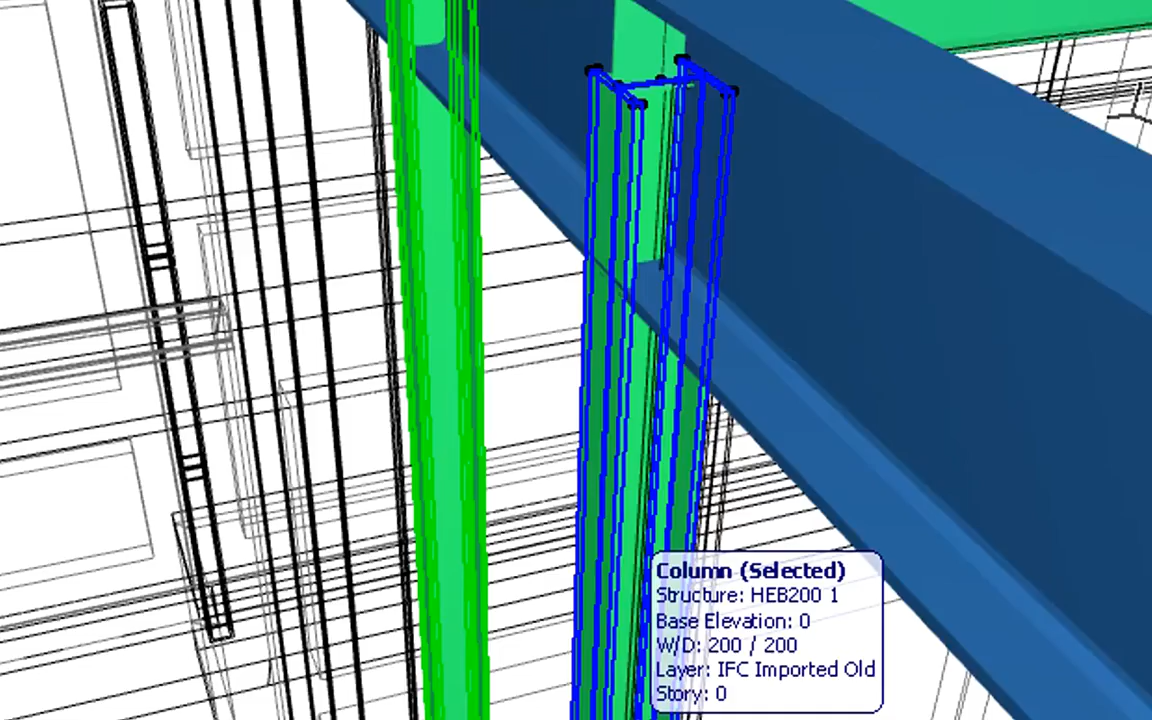 Column (Selected)
Structure: HEB200 1
Base Elevation: 0
W/D: 200 / 200
Layer: IFC Imported Old
Story: 0